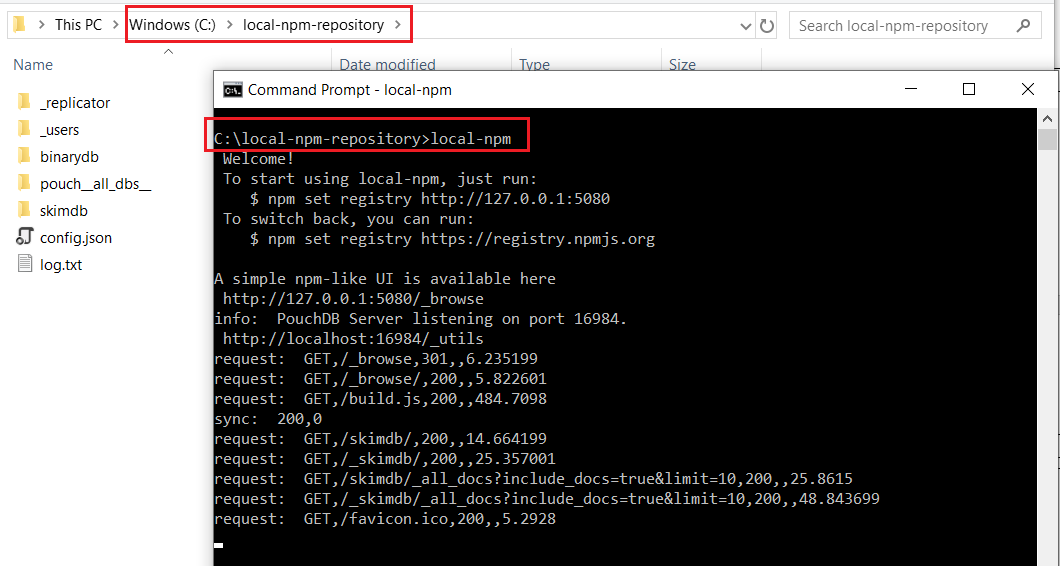 This PC > Windows (C:) > local-npm-repository >
Search local-npm-repository
Name Date modified Type Size
_replicator
_users
binarydb
pouch__all_dbs__
skimdb
config.json
log.txt
C:\. Command Prompt - local-npm
C:\local-npm-repository>local-npm
Welcome!
To start using local-npm, just run:
$ npm set registry http://127.0.0.1:5080
To switch back, you can run:
$ npm set registry https://registry.npmjs.org
A simple npm-like UI is available here
http://127.0.0.1:5080/_browse
info: PouchDB Server listening on port 16984.
http://localhost:16984/_utils
request: GET,/_browse,301,,6.235199
request: GET,/_browse/,200,,5.822601
request: GET,/build.js,200,,484.7098
sync: 200,0
request: GET,/skimdb/,200,,14.664199
request: GET,/_skimdb/,200,,25.357001
request: GET,/skimdb/_all_docs?include_docs=true&limit=10,200,,25.8615
request: GET,/_skimdb/_all_docs?include_docs=true&limit=10,200,,48.843699
request: GET,/favicon.ico,200,,5.2928